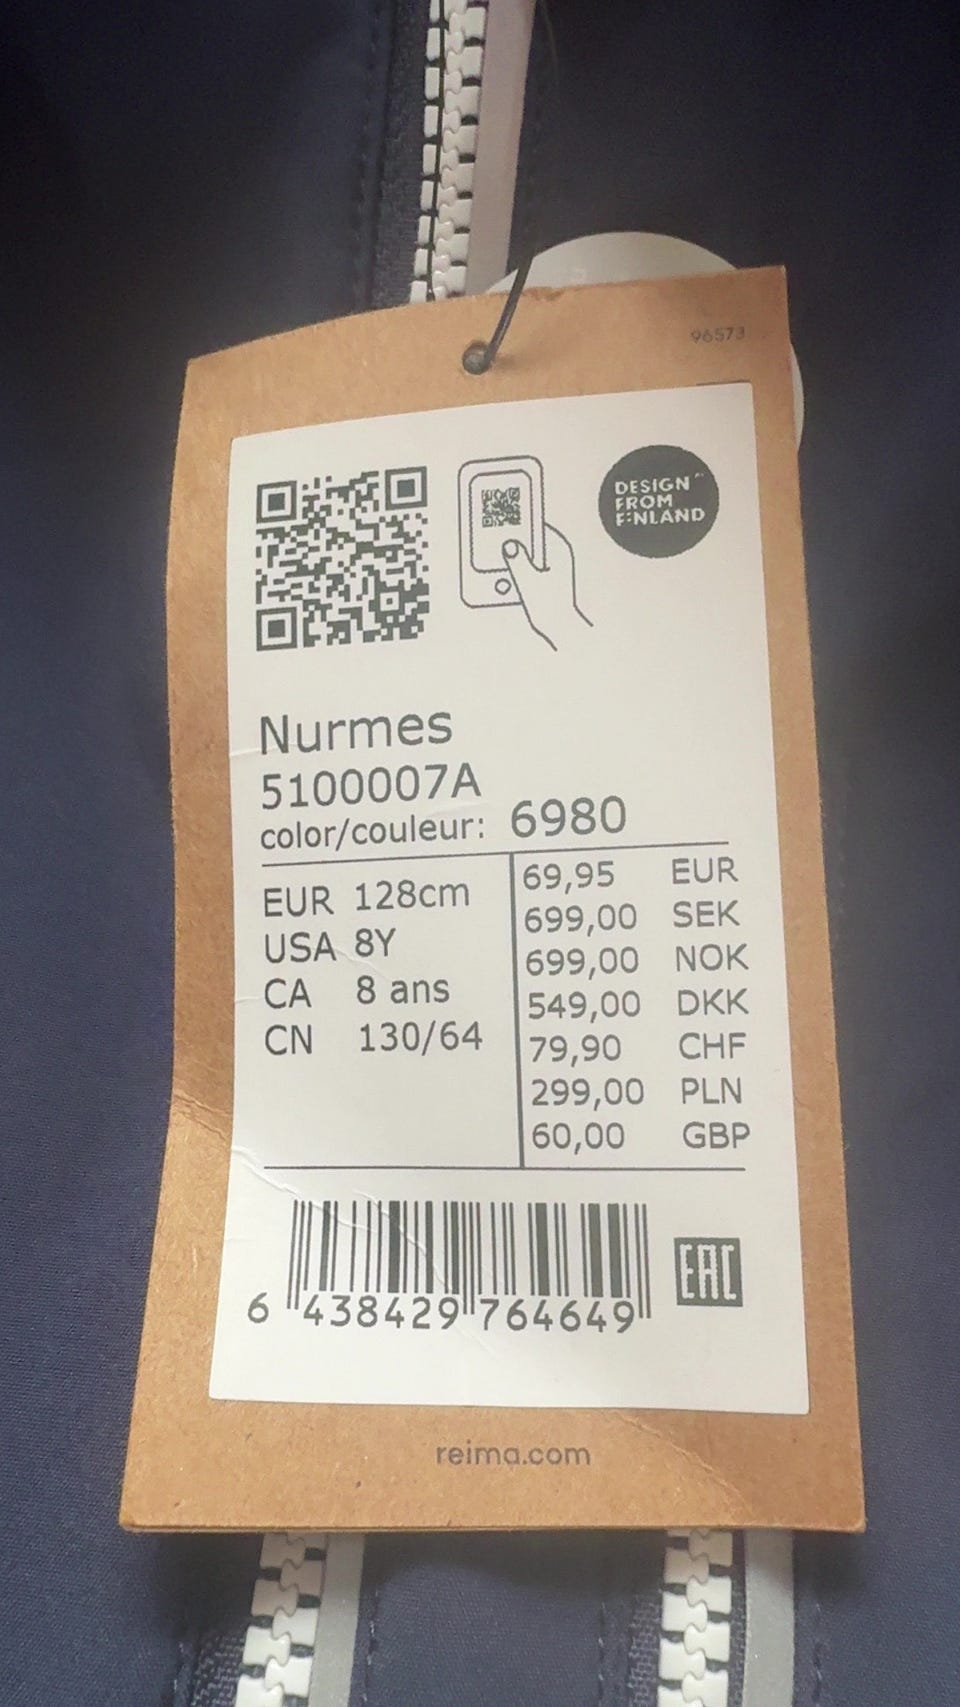 96573
DESIGN
FROM
FINLAND
Nurmes
5100007A
color/couleur: 6980
EUR 128cm
USA 8Y
CA 8 ans
CN 130/64
69,95 EUR
699,00 SEK
699,00 NOK
549,00 DKK
79,90 CHF
299,00 PLN
60,00 GBP
6 438429 764649
EAC
reima.com